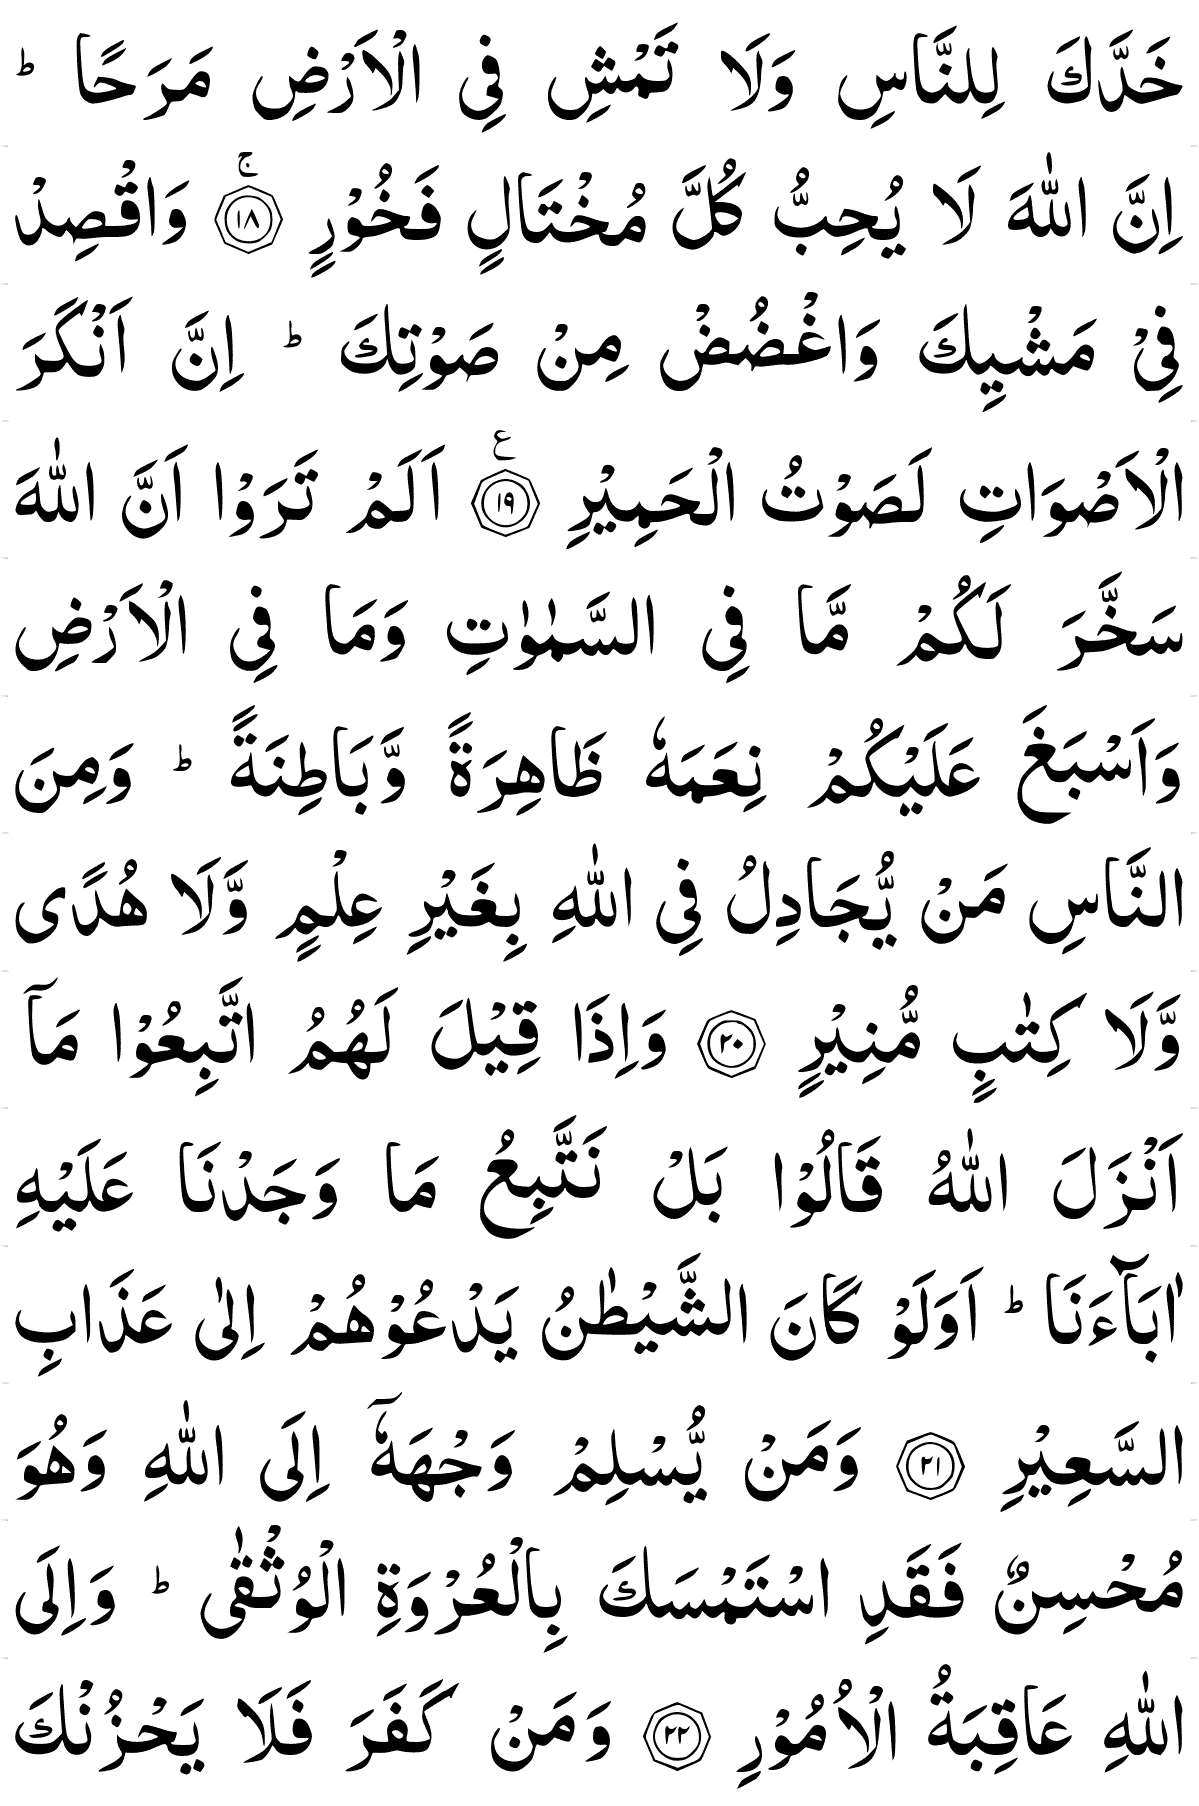 خَدَّكَ لِلنَّاسِ وَلَا تَمْشِ فِي الْاَرْضِ مَرَحًا ؕ
اِنَّ اللّٰهَ لَا يُحِبُّ كُلَّ مُخْتَالٍ فَخُوْرٍ ۚ ﴿۱۸﴾ وَاقْصِدْ
فِيْ مَشْيِكَ وَاغْضُضْ مِنْ صَوْتِكَ ؕ اِنَّ اَنْكَرَ
الْاَصْوَاتِ لَصَوْتُ الْحَمِيْرِ ع ﴿۱۹﴾ اَلَمْ تَرَوْا اَنَّ اللّٰهَ
سَخَّرَ لَكُمْ مَّا فِي السَّمٰوٰتِ وَمَا فِي الْاَرْضِ
وَاَسْبَغَ عَلَيْكُمْ نِعَمَهٗ ظَاهِرَةً وَّبَاطِنَةً ؕ وَمِنَ
النَّاسِ مَنْ يُّجَادِلُ فِي اللّٰهِ بِغَيْرِ عِلْمٍ وَّلَا هُدًى
وَّلَا كِتٰبٍ مُّنِيْرٍ ﴿۲۰﴾ وَاِذَا قِيْلَ لَهُمُ اتَّبِعُوْا مَآ
اَنْزَلَ اللّٰهُ قَالُوْا بَلْ نَتَّبِعُ مَا وَجَدْنَا عَلَيْهِ
اٰبَآءَنَا ؕ اَوَلَوْ كَانَ الشَّيْطٰنُ يَدْعُوْهُمْ اِلٰى عَذَابِ
السَّعِيْرِ ﴿۲۱﴾ وَمَنْ يُّسْلِمْ وَجْهَهٗٓ اِلَى اللّٰهِ وَهُوَ
مُحْسِنٌ فَقَدِ اسْتَمْسَكَ بِالْعُرْوَةِ الْوُثْقٰى ؕ وَاِلَى
اللّٰهِ عَاقِبَةُ الْاُمُوْرِ ﴿۲۲﴾ وَمَنْ كَفَرَ فَلَا يَحْزُنْكَ